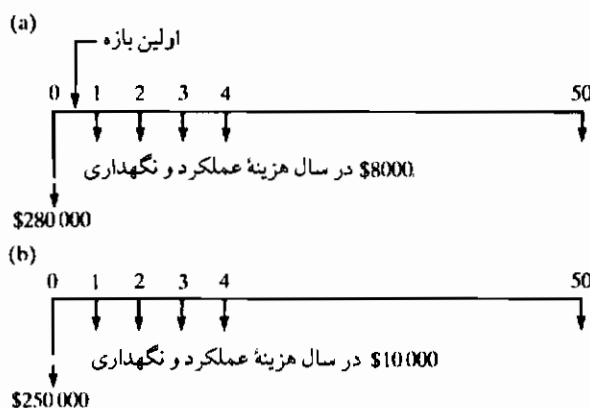 (a)
اولین بازه
0 1 2 3 4 50
$8000 در سال هزینهٔ عملکرد و نگهداری
$280 000
(b)
0 1 2 3 4 50
$10 000 در سال هزینهٔ عملکرد و نگهداری
$250 000